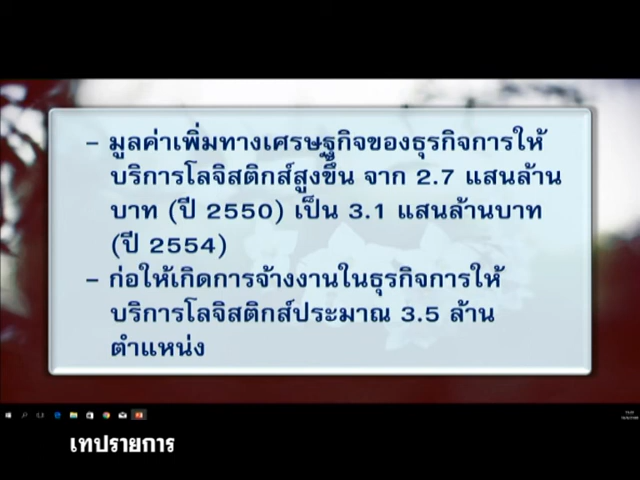 – มูลค่าเพิ่มทางเศรษฐกิจของธุรกิจการให้
บริการโลจิสติกส์สูงขึ้น จาก 2.7 แสนล้าน
บาท (ปี 2550) เป็น 3.1 แสนล้านบาท
(ปี 2554)
– ก่อให้เกิดการจ้างงานในธุรกิจการให้
บริการโลจิสติกส์ประมาณ 3.5 ล้าน
ตำแหน่ง
เทปรายการ